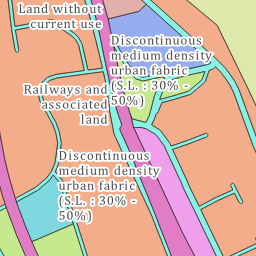 Land without
current use
Discontinuous
medium density
urban fabric
(S.L. : 30% -
50%)
Railways and
associated
land
Discontinuous
medium density
urban fabric
(S.L. : 30% -
50%)